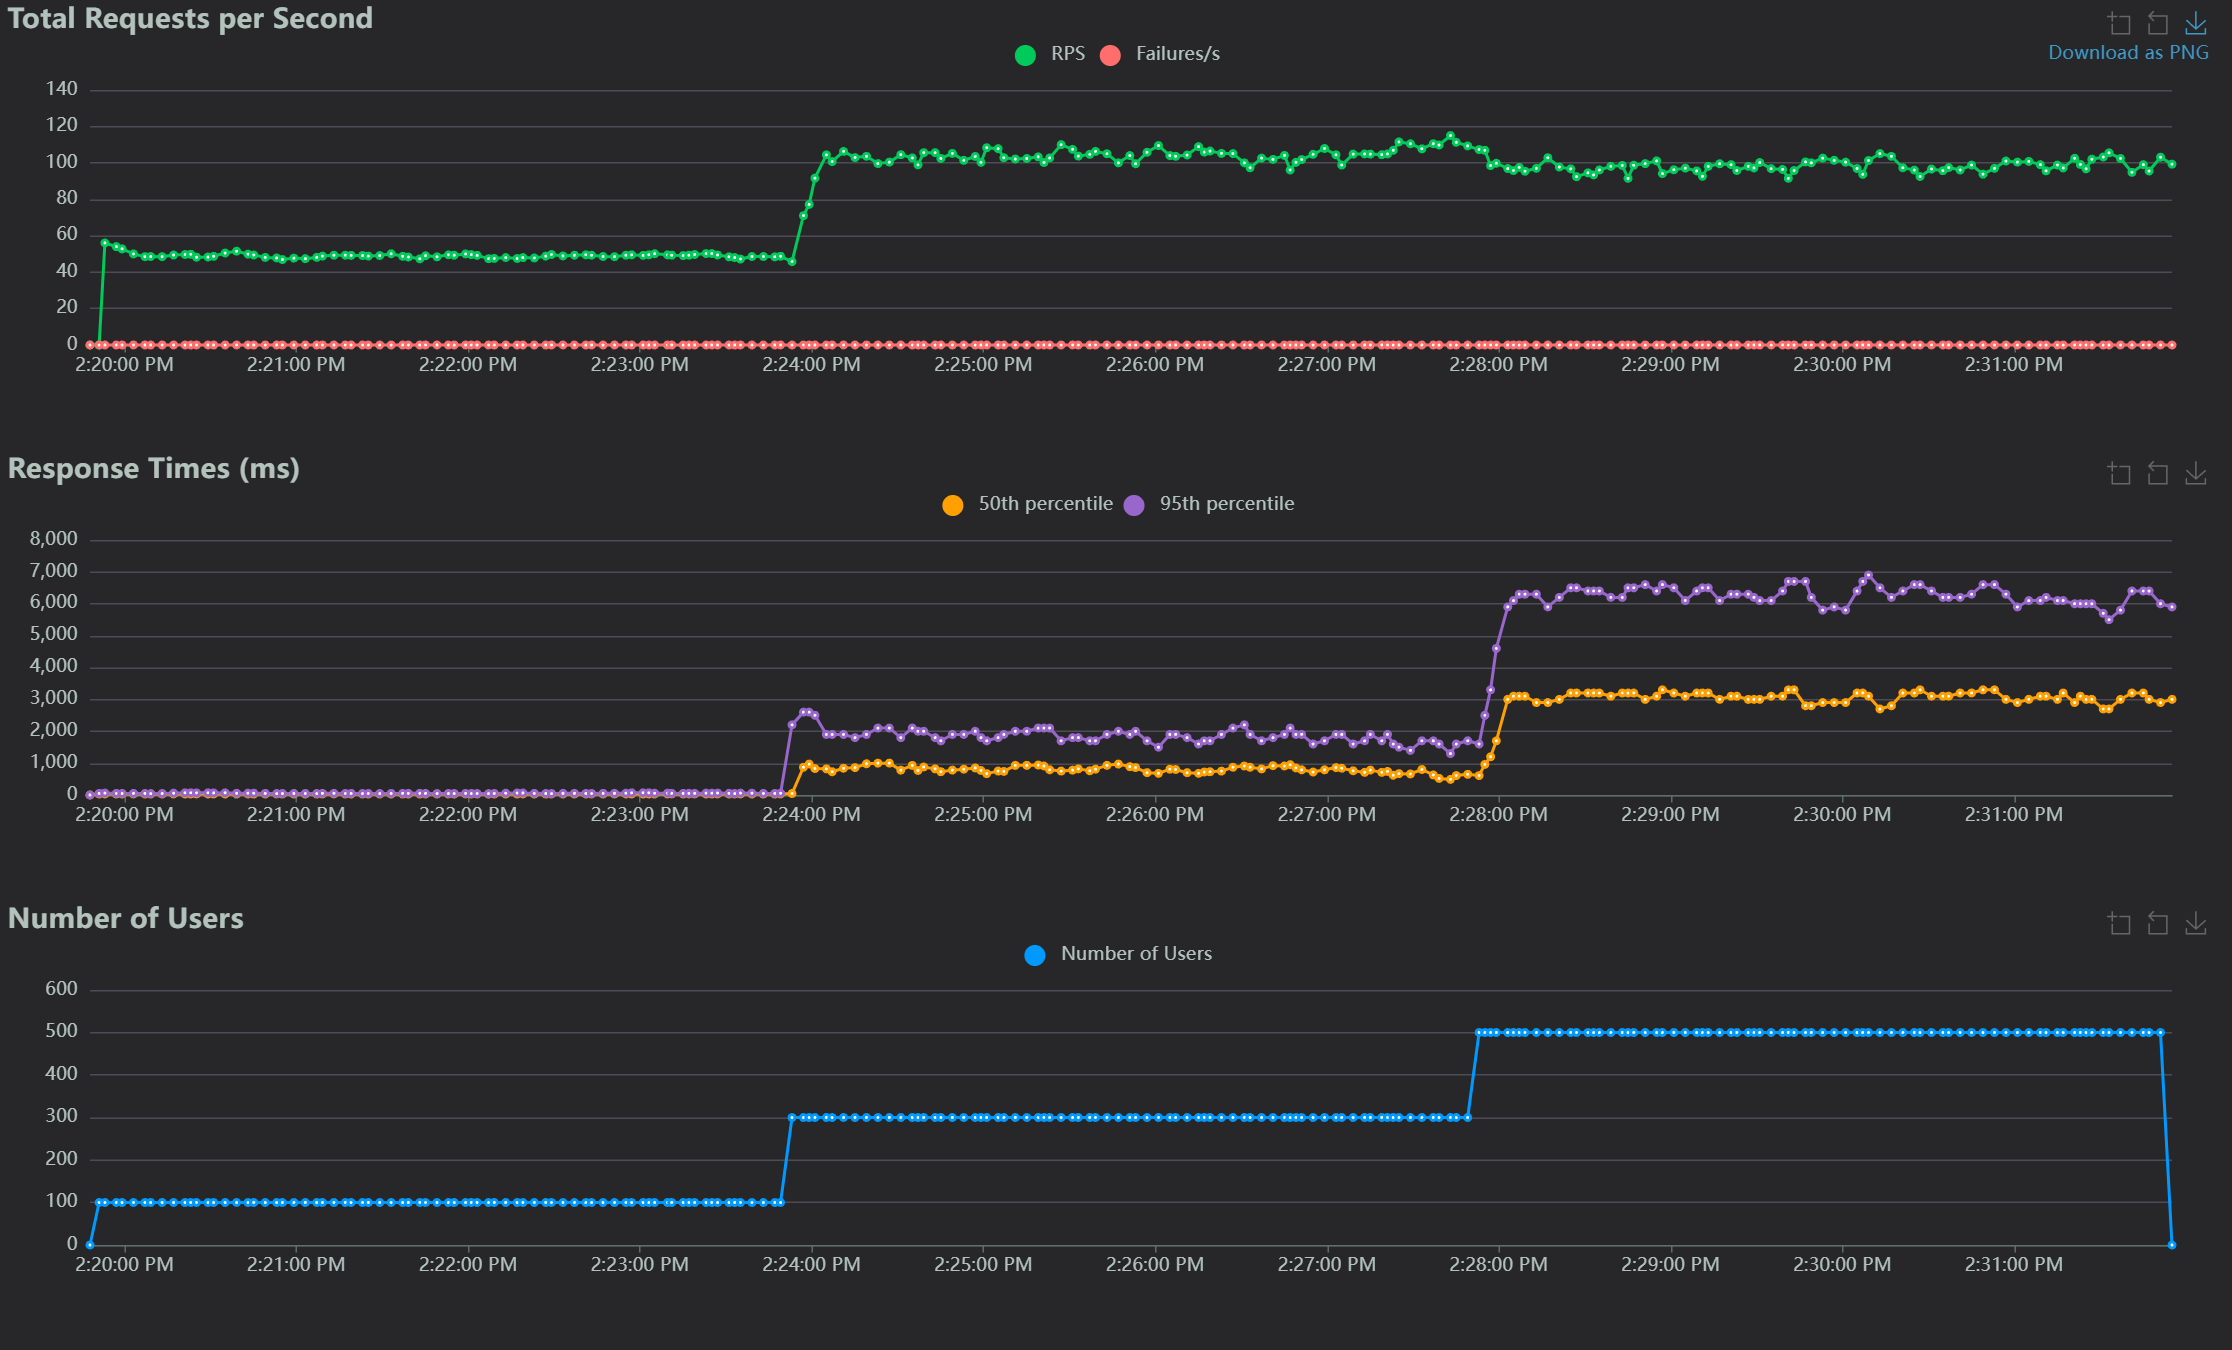 Total Requests per Second
Download as PNG
RPS Failures/s
140
120
100
80
60
40
20
0
2:20:00 PM 2:21:00 PM 2:22:00 PM 2:23:00 PM 2:24:00 PM 2:25:00 PM 2:26:00 PM 2:27:00 PM 2:28:00 PM 2:29:00 PM 2:30:00 PM 2:31:00 PM
Response Times (ms)
50th percentile 95th percentile
8,000
7,000
6,000
5,000
4,000
3,000
2,000
1,000
0
2:20:00 PM 2:21:00 PM 2:22:00 PM 2:23:00 PM 2:24:00 PM 2:25:00 PM 2:26:00 PM 2:27:00 PM 2:28:00 PM 2:29:00 PM 2:30:00 PM 2:31:00 PM
Number of Users
Number of Users
600
500
400
300
200
100
0
2:20:00 PM 2:21:00 PM 2:22:00 PM 2:23:00 PM 2:24:00 PM 2:25:00 PM 2:26:00 PM 2:27:00 PM 2:28:00 PM 2:29:00 PM 2:30:00 PM 2:31:00 PM